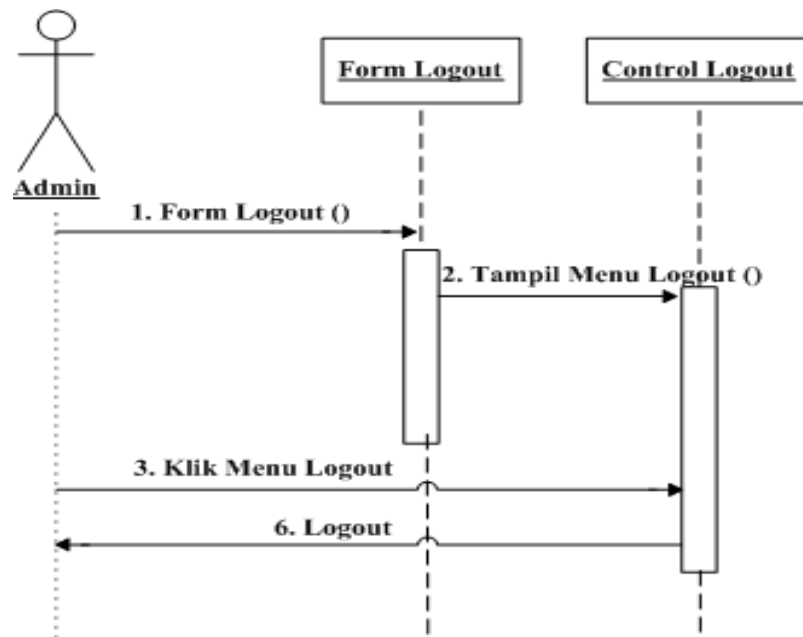 Form Logout
Control Logout
Admin
1. Form Logout ()
2. Tampil Menu Logout ()
3. Klik Menu Logout
6. Logout